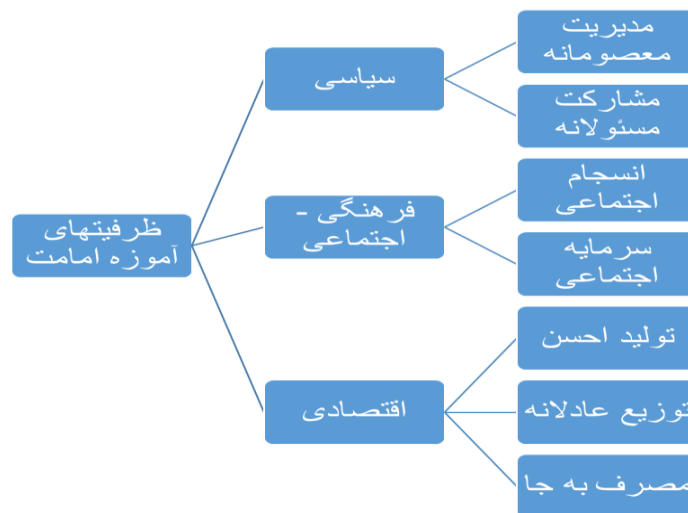 ظرفیتهای
آموزه امامت
سیاسی
مدیریت
معصومانه
مشارکت
مسئولانه
فرهنگی -
اجتماعی
انسجام
اجتماعی
سرمایه
اجتماعی
اقتصادی
تولید احسن
توزیع عادلانه
مصرف به جا